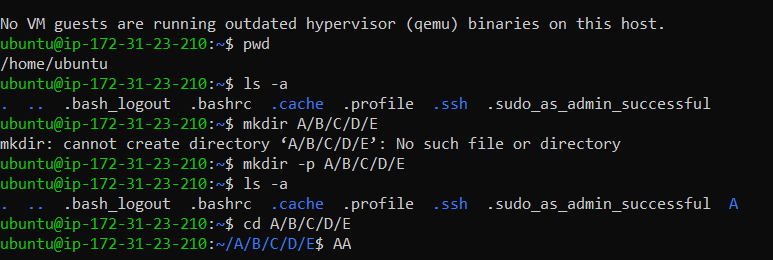 No VM guests are running outdated hypervisor (qemu) binaries on this host.
ubuntu@ip-172-31-23-210:~$ pwd
/home/ubuntu
ubuntu@ip-172-31-23-210:~$ ls -a
.  ..  .bash_logout  .bashrc  .cache  .profile  .ssh  .sudo_as_admin_successful
ubuntu@ip-172-31-23-210:~$ mkdir A/B/C/D/E
mkdir: cannot create directory ‘A/B/C/D/E’: No such file or directory
ubuntu@ip-172-31-23-210:~$ mkdir -p A/B/C/D/E
ubuntu@ip-172-31-23-210:~$ ls -a
.  ..  .bash_logout  .bashrc  .cache  .profile  .ssh  .sudo_as_admin_successful  A
ubuntu@ip-172-31-23-210:~$ cd A/B/C/D/E
ubuntu@ip-172-31-23-210:~/A/B/C/D/E$ AA